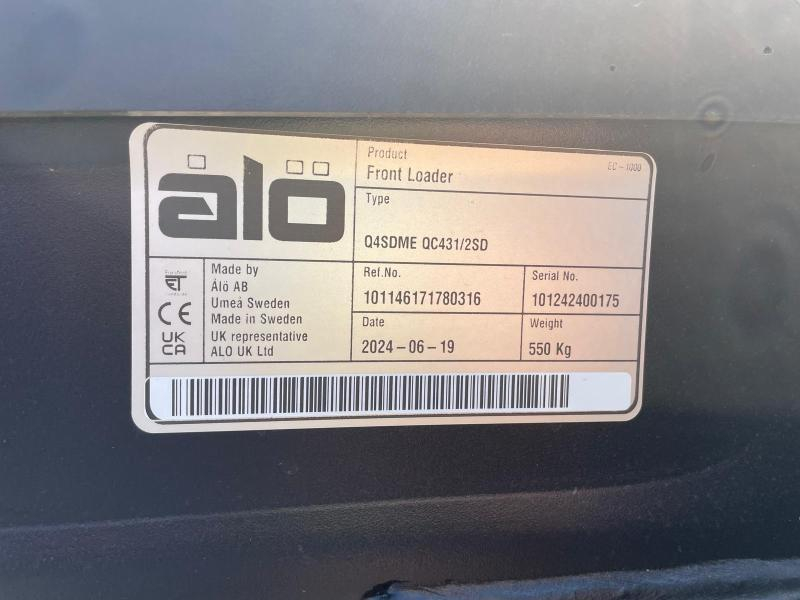 älö
Product
EC-1000
Front Loader
Type
Q4SDME QC431/2SD
Made by
Älö AB
Umeå Sweden
Made in Sweden
UK representative
ALO UK Ltd
CE
UK
CA
Ref.No.
101146171780316
Serial No.
101242400175
Date
2024-06-19
Weight
550 Kg